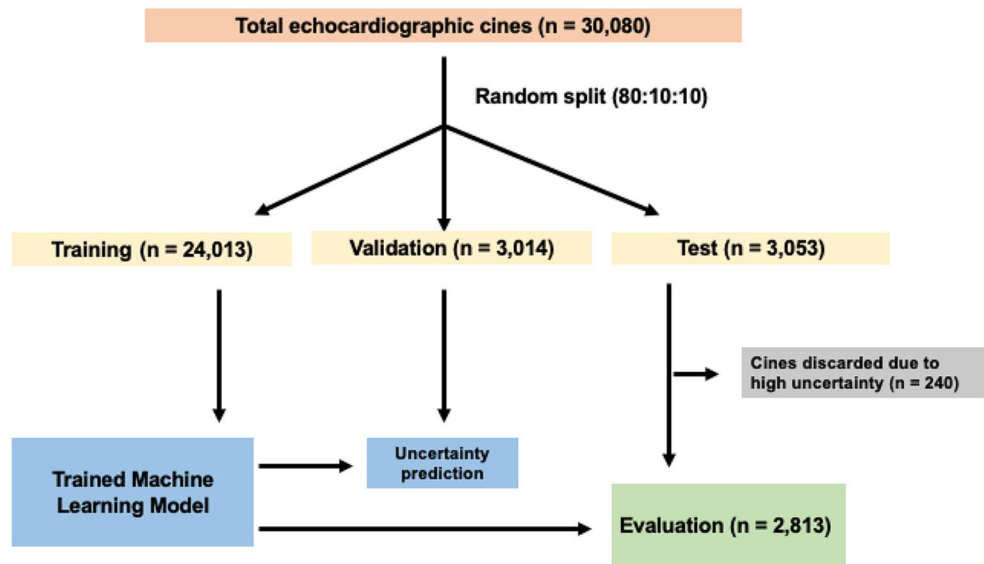 Total echocardiographic cines (n = 30,080)
Random split (80:10:10)
Training (n = 24,013)
Validation (n = 3,014)
Test (n = 3,053)
Cines discarded due to
high uncertainty (n = 240)
Trained Machine
Learning Model
Uncertainty
prediction
Evaluation (n = 2,813)